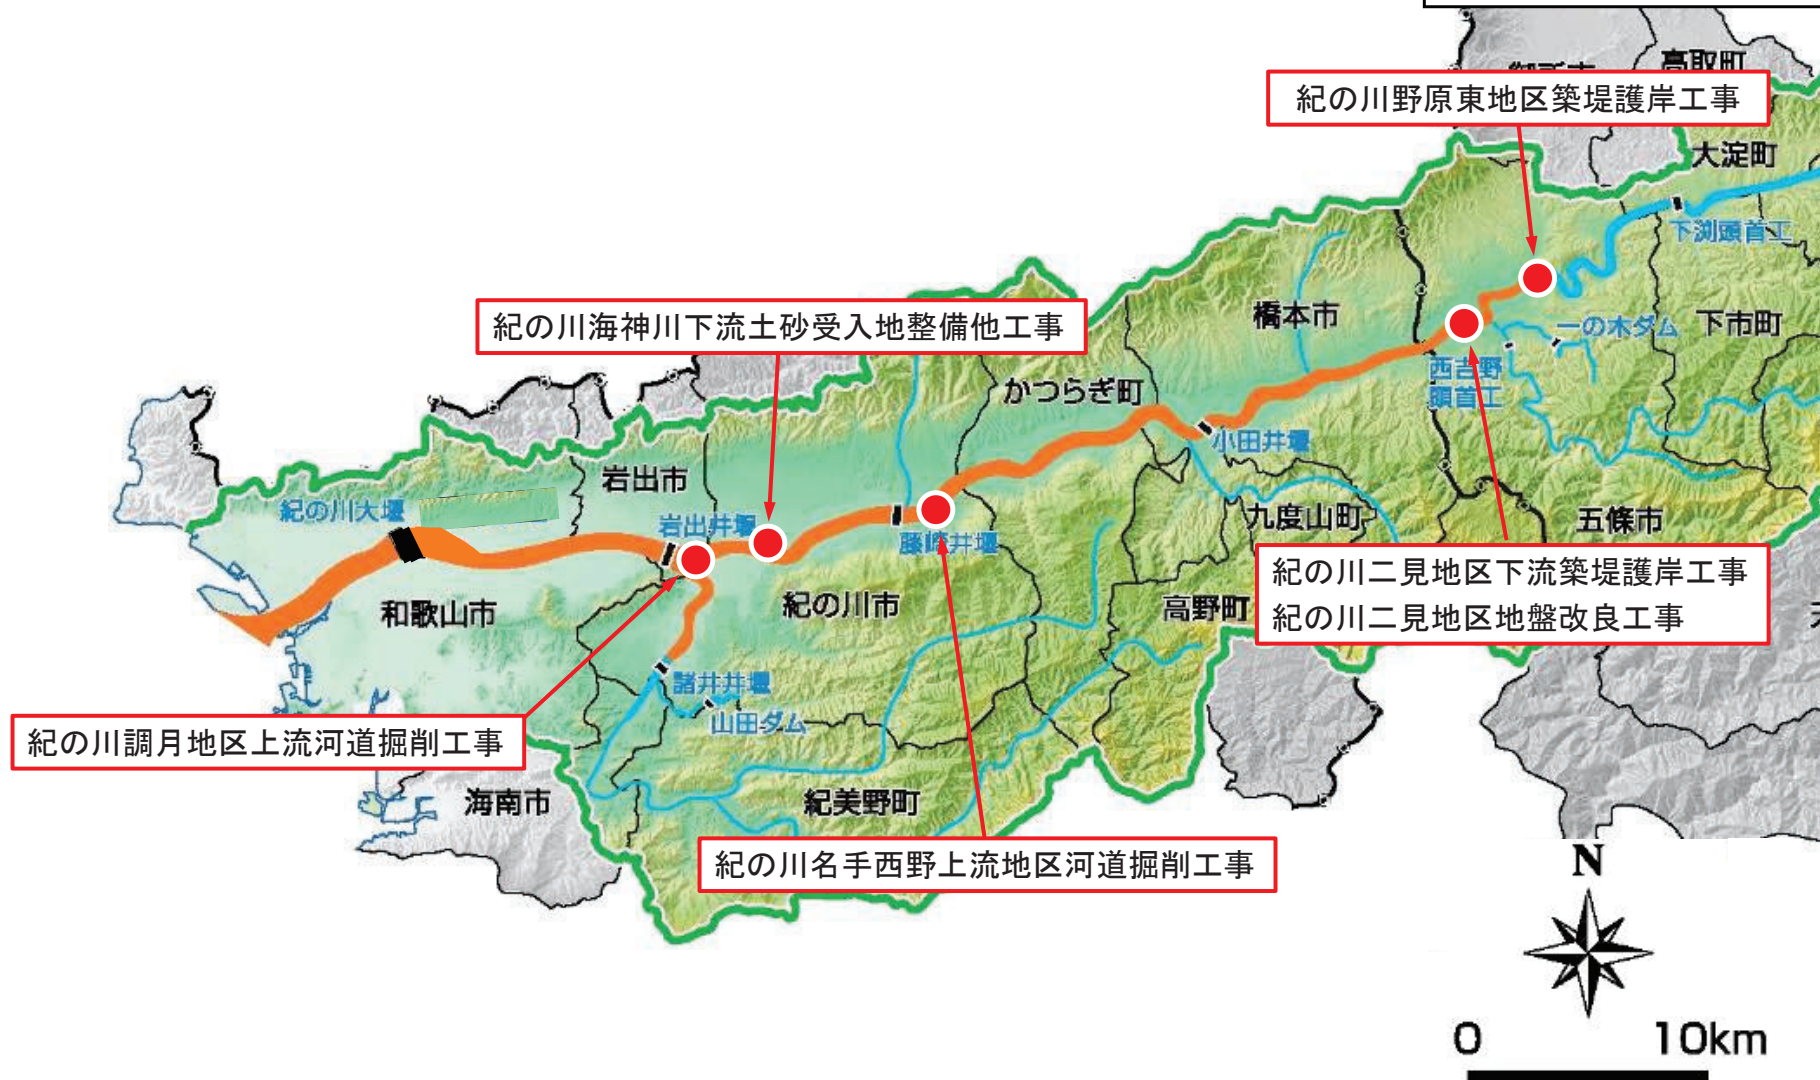 高取町
紀の川野原東地区築堤護岸工事
大淀町
下渕頭首工
紀の川海神川下流土砂受入地整備他工事
橋本市
一の木ダム
下市町
西吉野
頭首工
かつらぎ町
小田井堰
岩出市
紀の川大堰
岩出井堰
藤崎井堰
九度山町
五條市
紀の川二見地区下流築堤護岸工事
紀の川二見地区地盤改良工事
和歌山市
紀の川市
高野町
諸井井堰
山田ダム
紀の川調月地区上流河道掘削工事
海南市
紀美野町
紀の川名手西野上流地区河道掘削工事
N
0 10km